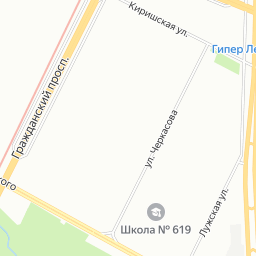 Киришская ул.
Гипер Ле
Гражданский просп.
ул. Черкасова
Лужская ул.
ого
Школа № 619